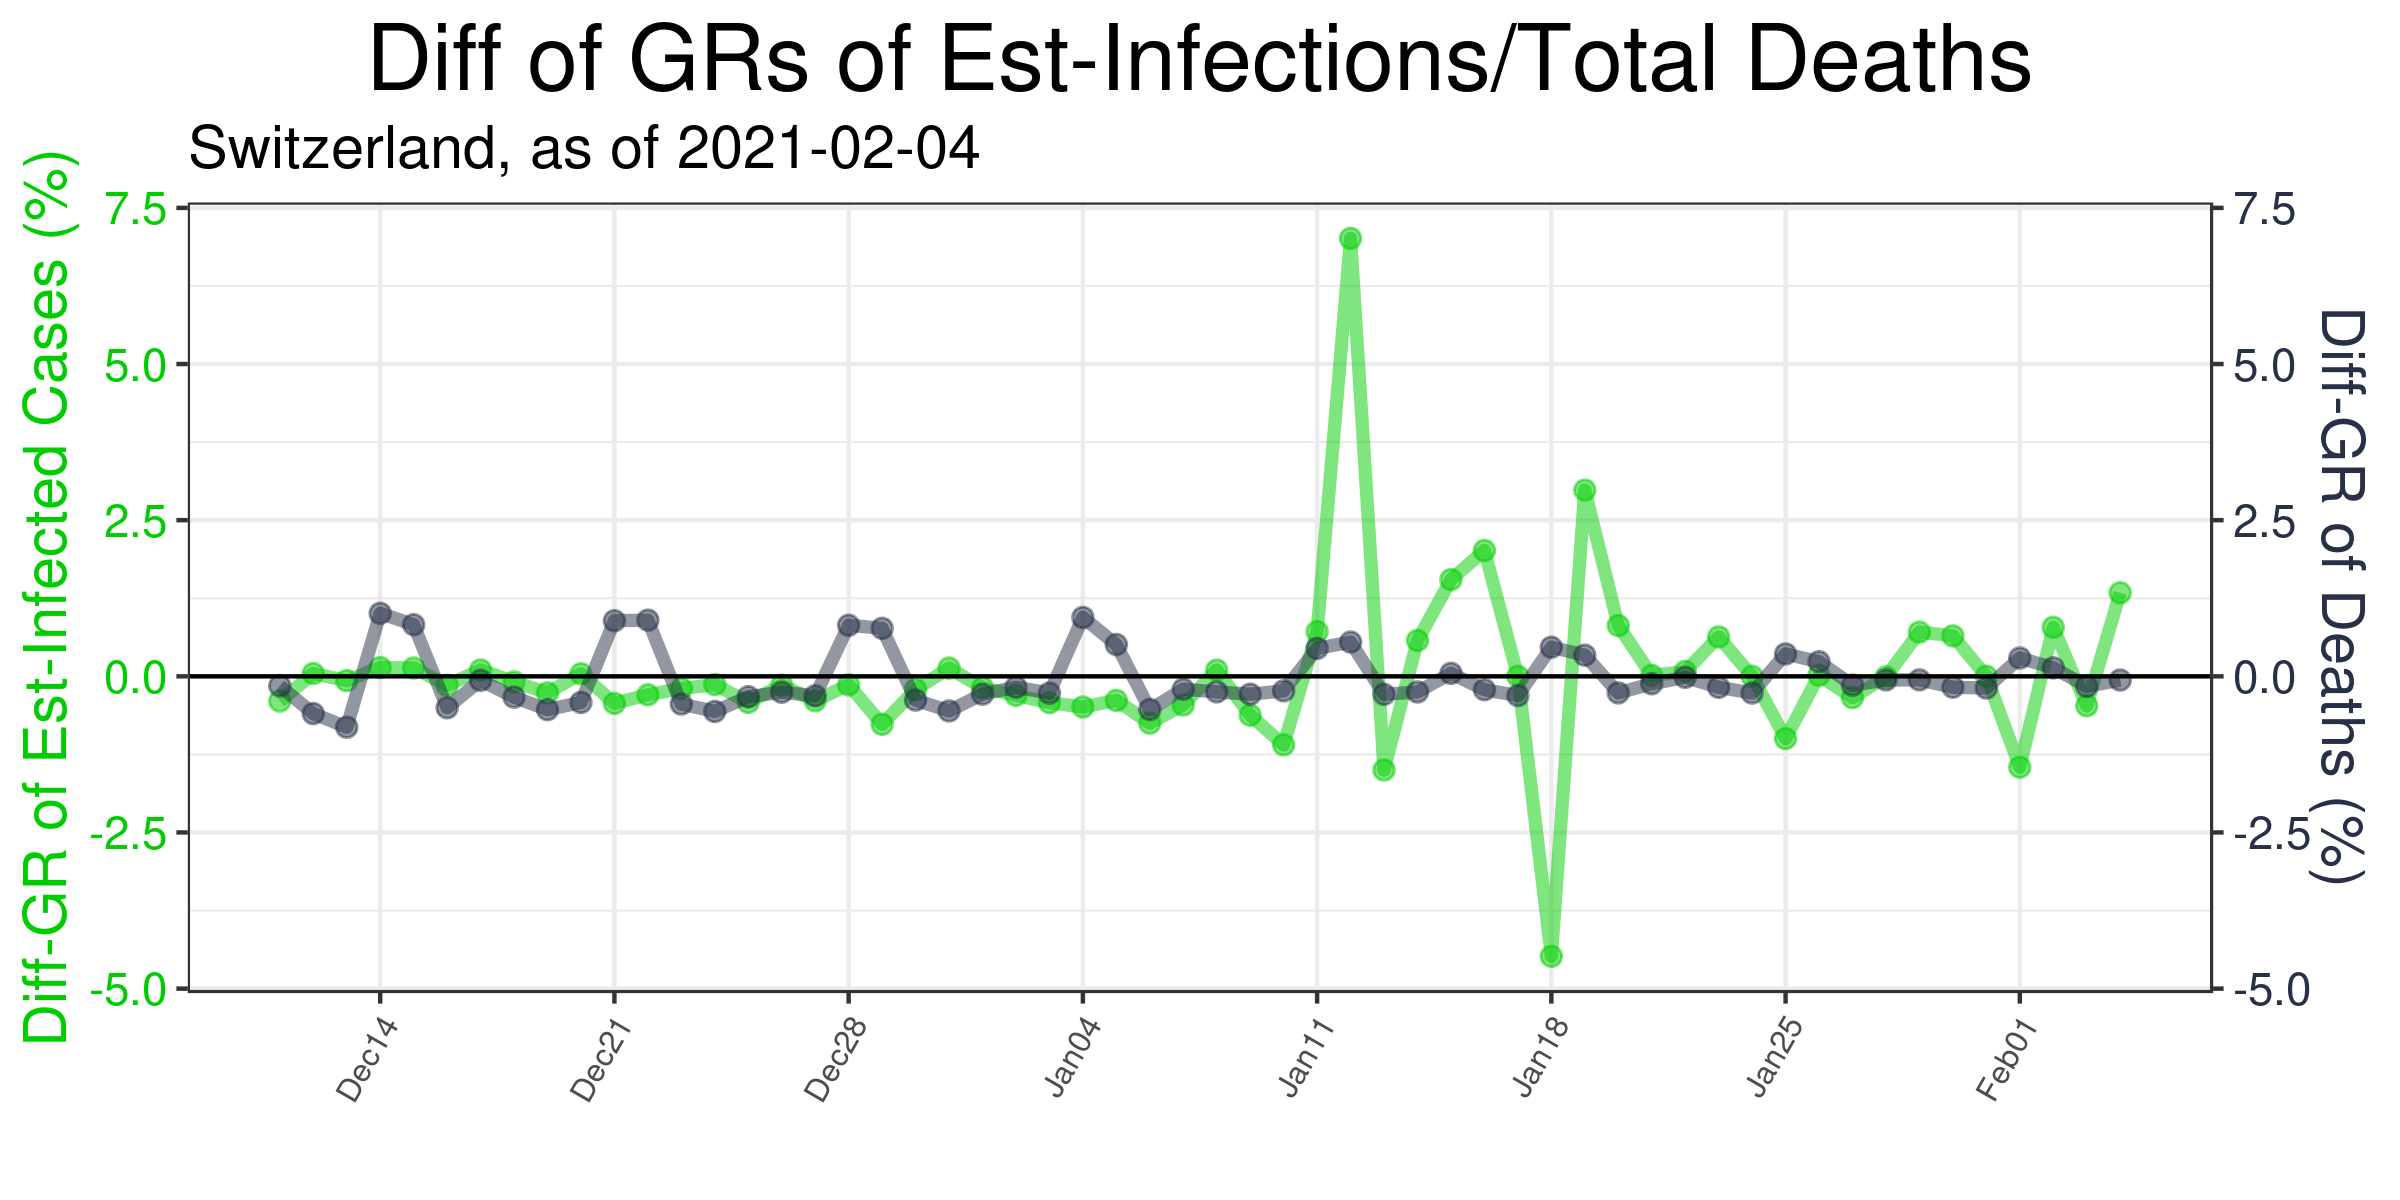 Diff of GRs of Est-Infections/Total Deaths
Switzerland, as of 2021-02-04
Diff-GR of Est-Infected Cases (%)
7.5
5.0
2.5
0.0
-2.5
-5.0
7.5
5.0
2.5
0.0
-2.5
-5.0
Diff-GR of Deaths (%)
Dec14
Dec21
Dec28
Jan04
Jan11
Jan18
Jan25
Feb01